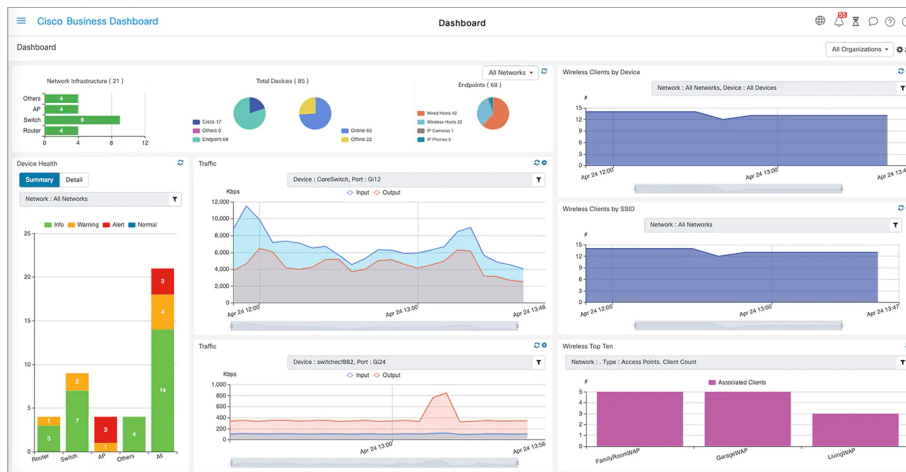 Cisco Business Dashboard
Dashboard
55
Dashboard
All Organizations
All Networks
Network Infrastructure ( 21 )
Others
AP
Switch
Router
4
4
9
4
0
4
8
12
Total Devices ( 85 )
Cisco 17
Others 0
Endpoint 68
Online 63
Offline 22
Endpoints ( 68 )
Wired Hosts 42
Wireless Hosts 22
IP Cameras 1
IP Phones 3
Wireless Clients by Device
Network : All Networks, Device : All Devices
#
15
12
9
6
3
0
Apr 24 12:00
Apr 24 13:00
Device Health
Summary
Detail
Network : All Networks
Info
Warning
Alert
Normal
25
20
15
10
5
0
1
3
2
7
3
1
4
3
4
14
Router
Switch
AP
Others
All
Traffic
Device : CoreSwitch, Port : GI12
Input
Output
Kbps
12,000
10,000
8,000
6,000
4,000
2,000
0
Apr 24 12:00
Apr 24 13:00
Apr 24 13:49
Wireless Clients by SSID
Network : All Networks
#
15
12
9
6
3
0
Apr 24 12:00
Apr 24 13:00
Apr 24 13:47
Traffic
Device : switchecf882, Port : GI24
Input
Output
Kbps
1,000
800
600
400
200
0
Apr 24 13:00
Apr 24 13:56
Wireless Top Ten
Network : . Type : Access Points. Client Count
Associated Clients
#
5
4
3
2
1
0
FamilyRoomWAP
GarageWAP
LivingWAP